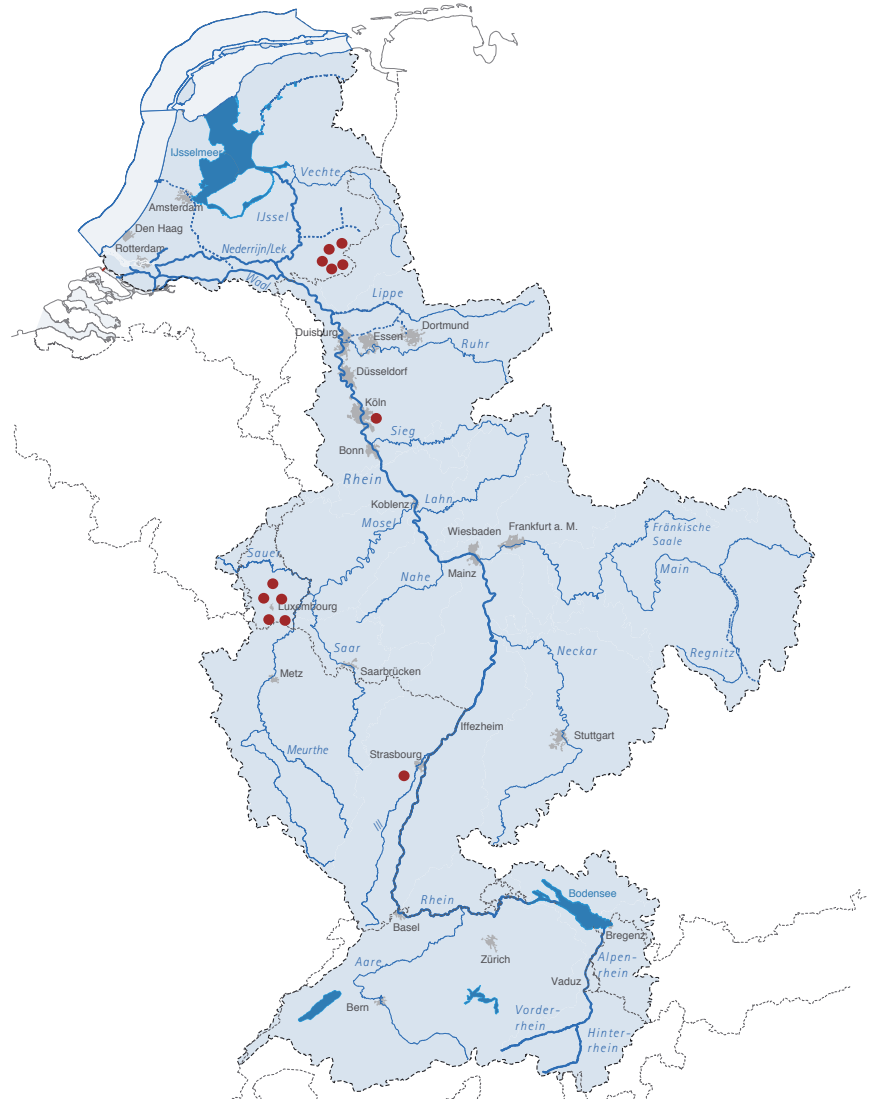 IJsselmeer
Vechte
Amsterdam
IJssel
Den Haag
Rotterdam
Nederrijn/Lek
Waal
Lippe
Duisburg
Essen
Dortmund
Ruhr
Düsseldorf
Köln
Sieg
Bonn
Rhein
Koblenz
Lahn
Mosel
Wiesbaden
Frankfurt a. M.
Fränkische
Saale
Sauer
Nahe
Mainz
Main
Luxembourg
Saar
Neckar
Regnitz
Metz
Saarbrücken
Iffezheim
Stuttgart
Meurthe
Strasbourg
Ill
Rhein
Bodensee
Basel
Bregenz
Zürich
Aare
Alpen-
rhein
Vaduz
Bern
Vorder-
rhein
Hinter-
rhein